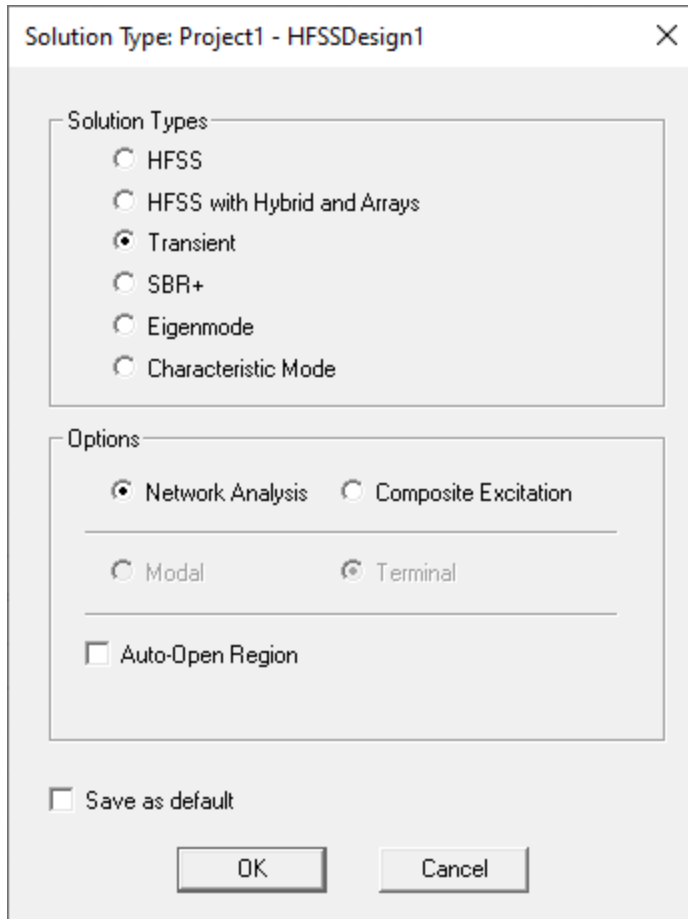 Solution Type: Project1 - HFSSDesign1
Solution Types
HFSS
HFSS with Hybrid and Arrays
Transient
SBR+
Eigenmode
Characteristic Mode
Options
Network Analysis Composite Excitation
Modal Terminal
Auto-Open Region
Save as default
OK Cancel